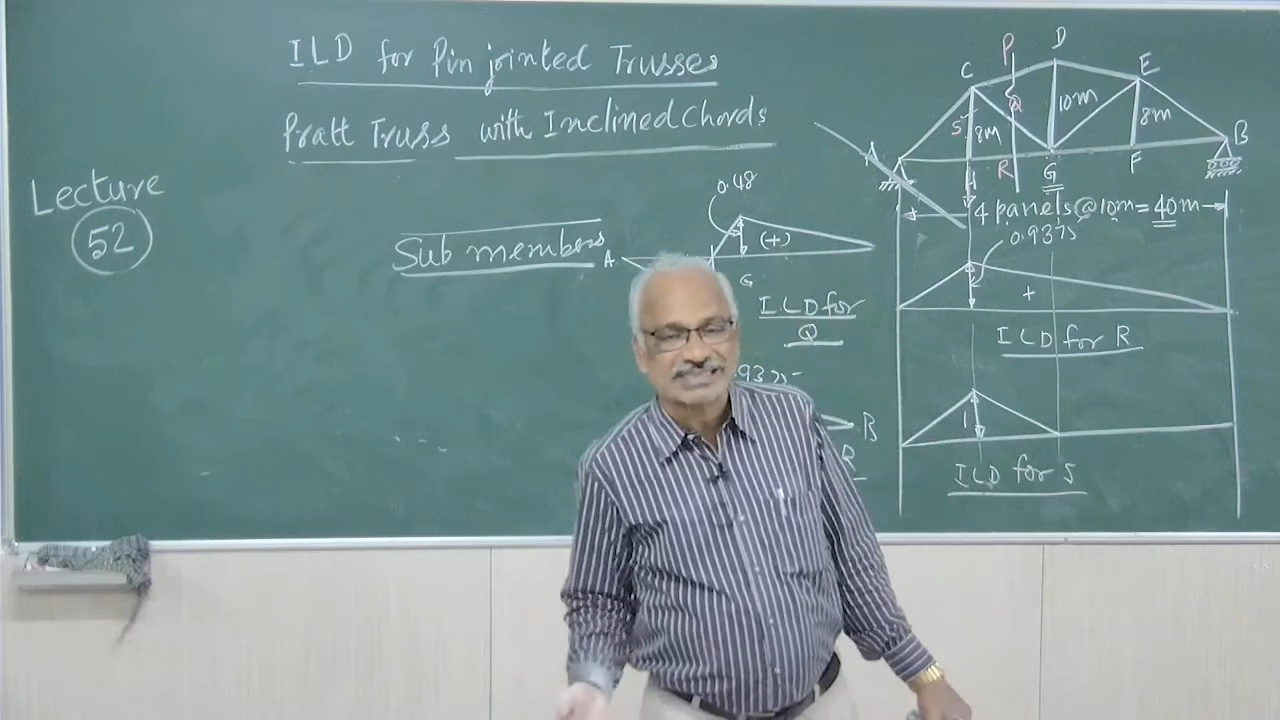 ILD for Pin jointed Trusses
Pratt Truss with Inclined Chords
Lecture
52
Sub members
A
0.48
(+)
G
ILD for
Q
9375
B
R
P
D
C
E
Q
10m
S
8m
8m
A
B
R
G
F
4 panels@10m=40m
0.9375
+
ILD for R
1
ILD for S